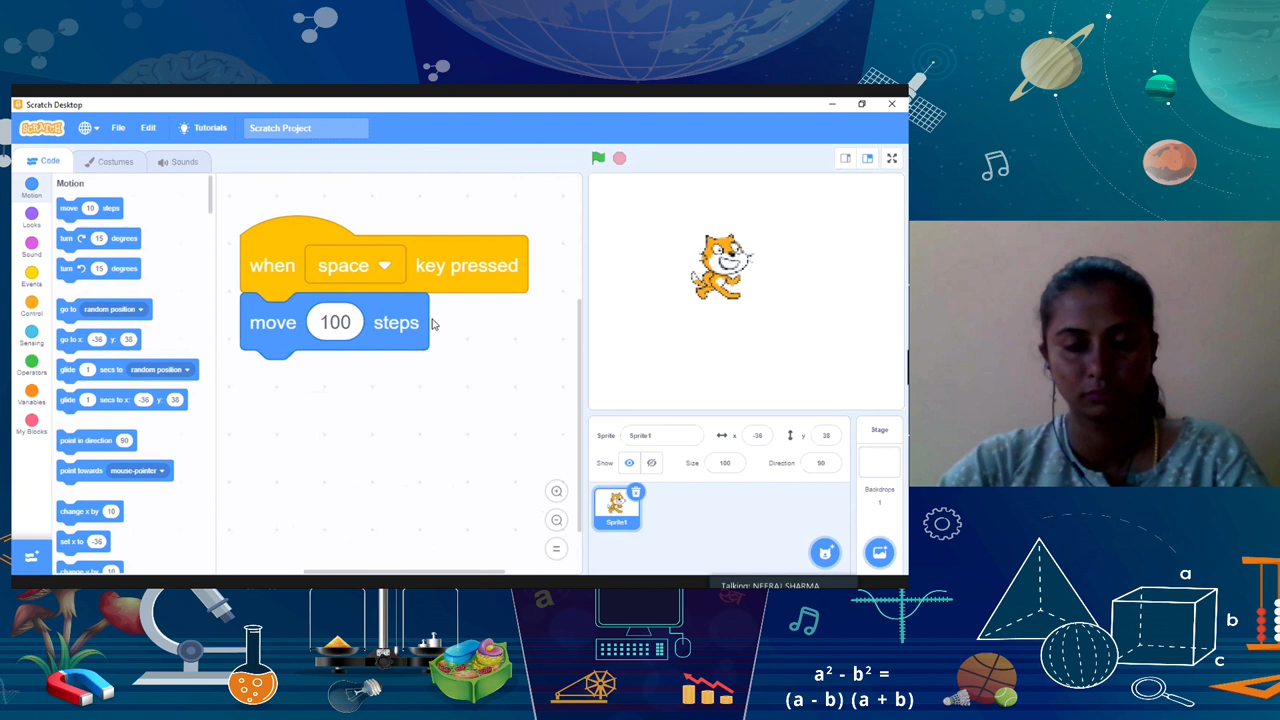 Scratch Desktop
SCRATCH
File Edit Tutorials Scratch Project
Code Costumes Sounds
Motion
Looks
Sound
Events
Control
Sensing
Operators
Variables
My Blocks
Motion
move 10 steps
turn 15 degrees
turn 15 degrees
go to random position
go to x: -36 y: 38
glide 1 secs to random position
glide 1 secs to x: -36 y: 38
point in direction 90
point towards mouse-pointer
change x by 10
set x to -36
change y by 10
when space key pressed
move 100 steps
Sprite Sprite1 x -36 y 38
Show Size 100 Direction 90
Sprite1
Stage
Backdrops
1
Talking: NEERAJ SHARMA
a
a
b
c
a² - b² =
(a - b) (a + b)